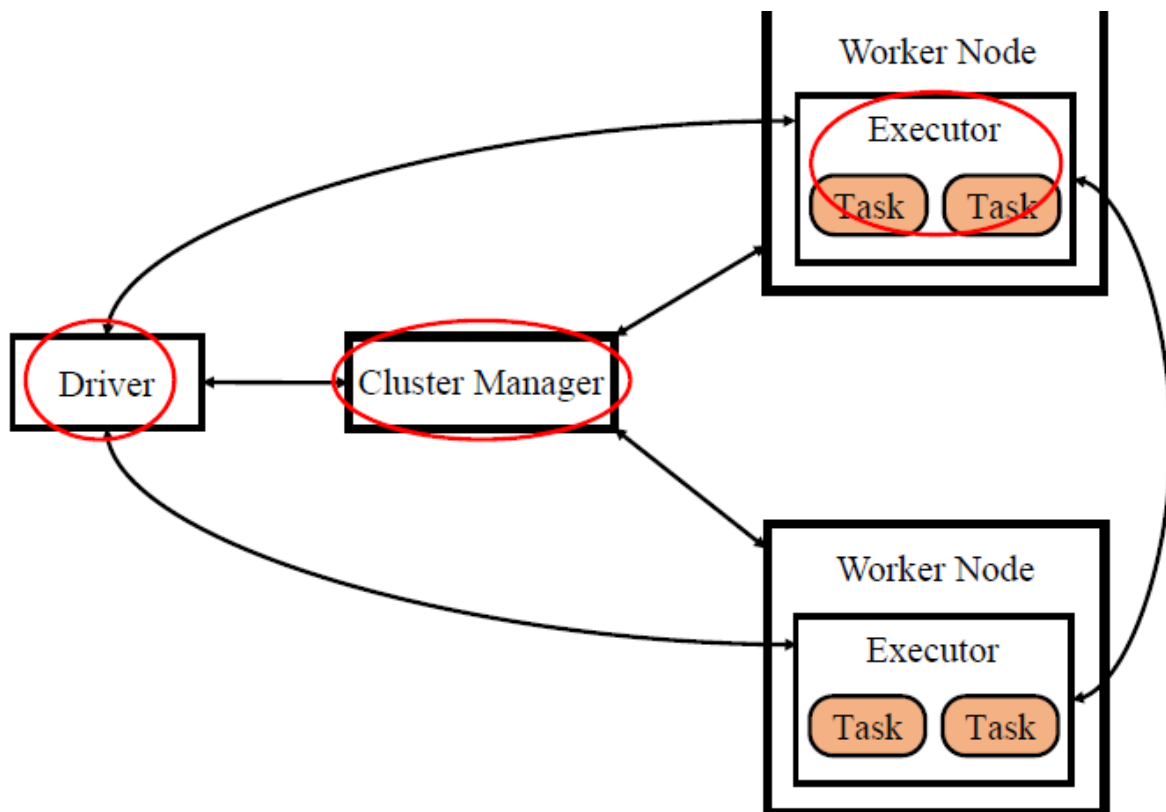 Worker Node
Executor
Task Task
Driver
Cluster Manager
Worker Node
Executor
Task Task